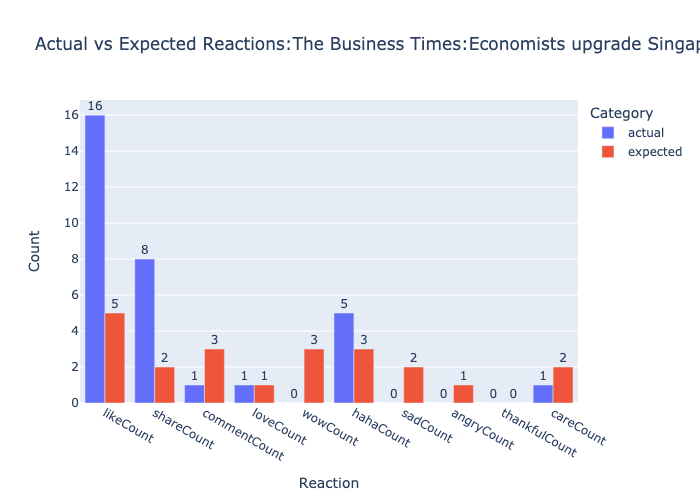 Actual vs Expected Reactions:The Business Times:Economists upgrade Singap
Category
actual
expected
Count
16
14
12
10
8
6
4
2
0
16 5 8 2 1 3 1 1 0 3 5 3 0 2 0 1 0 0 1 2
likeCount
shareCount
commentCount
loveCount
wowCount
hahaCount
sadCount
angryCount
thankfulCount
careCount
Reaction